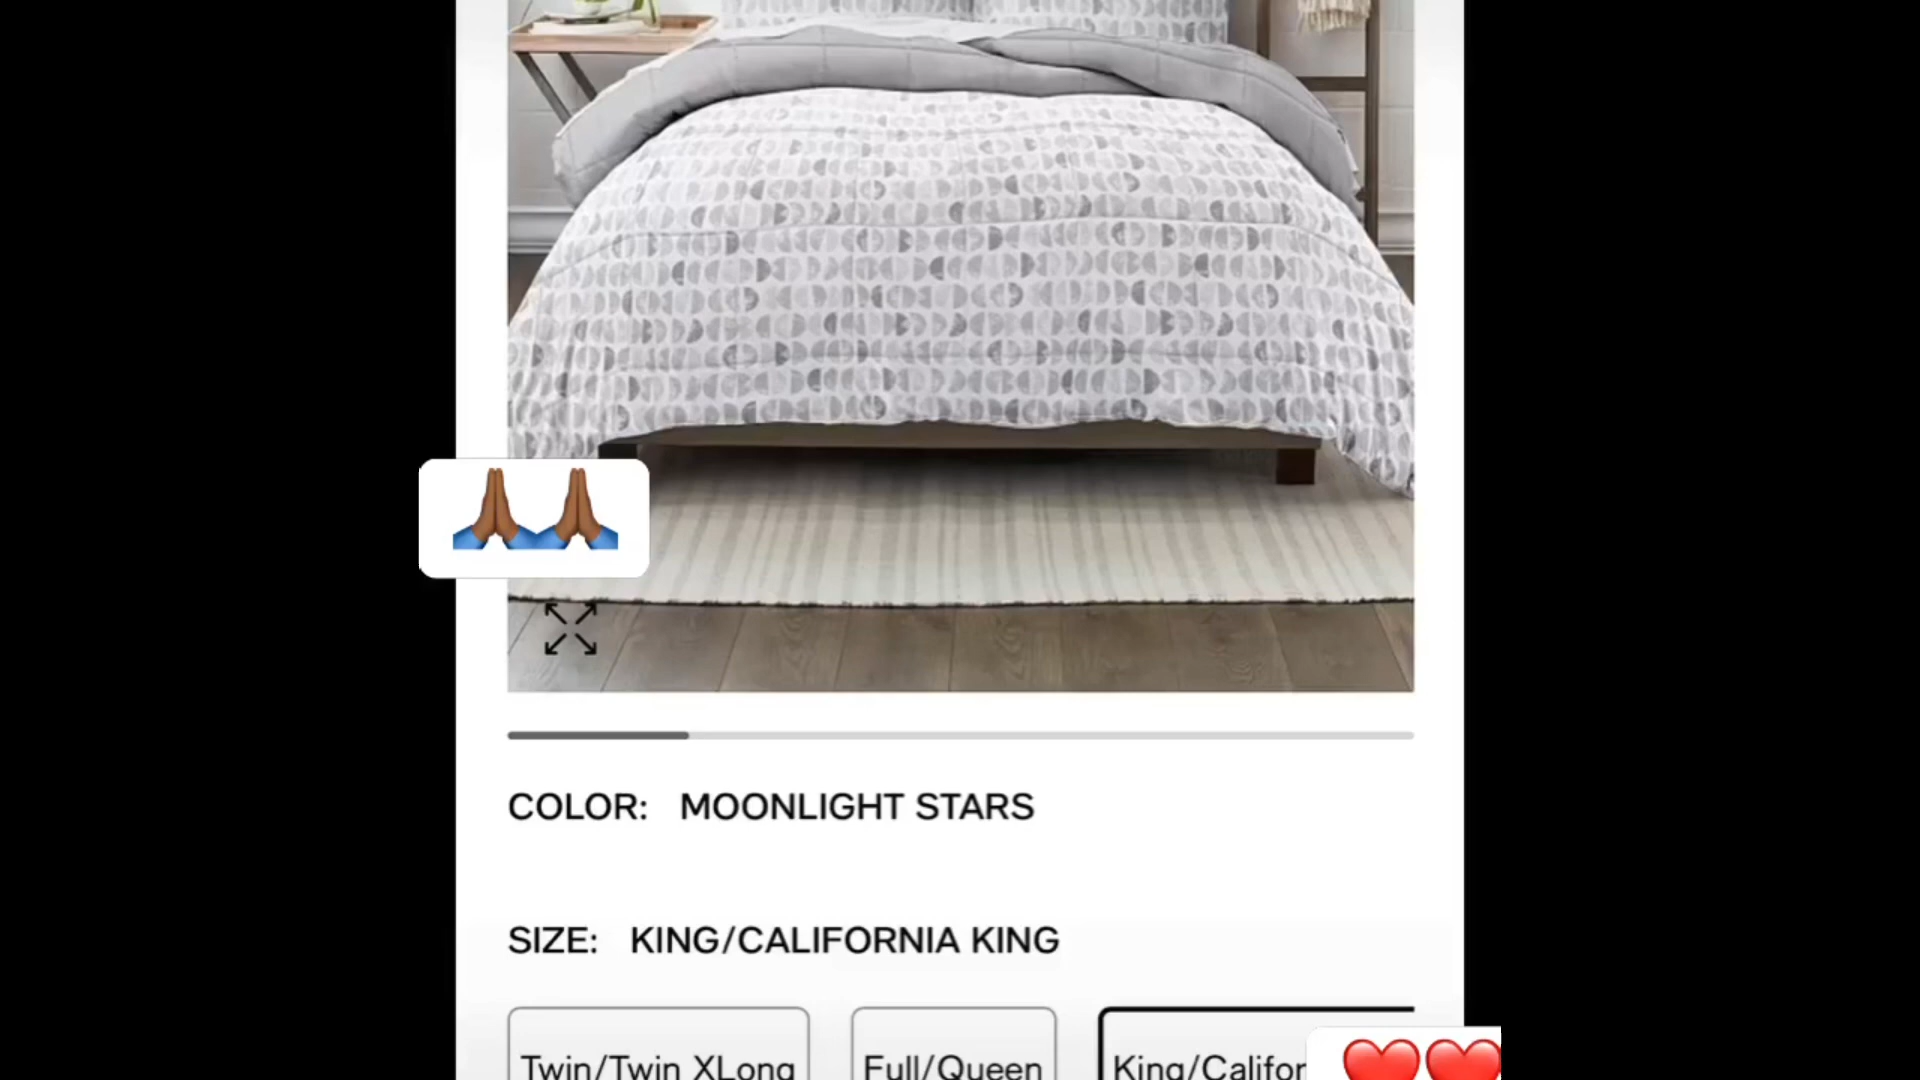 COLOR: MOONLIGHT STARS
SIZE: KING/CALIFORNIA KING
Twin/Twin XLong
Full/Queen
King/Califor